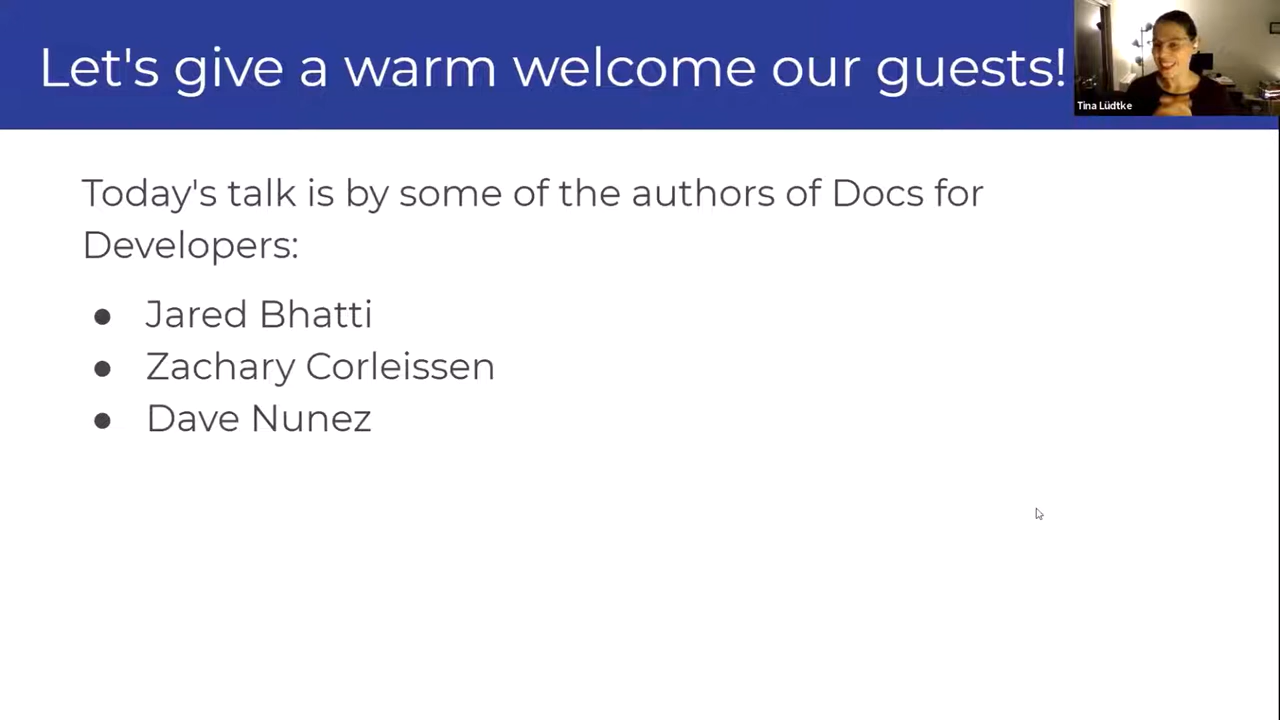 Let's give a warm welcome our guests!
Tina Lüdtke
Today's talk is by some of the authors of Docs for
Developers:
● Jared Bhatti
● Zachary Corleissen
● Dave Nunez